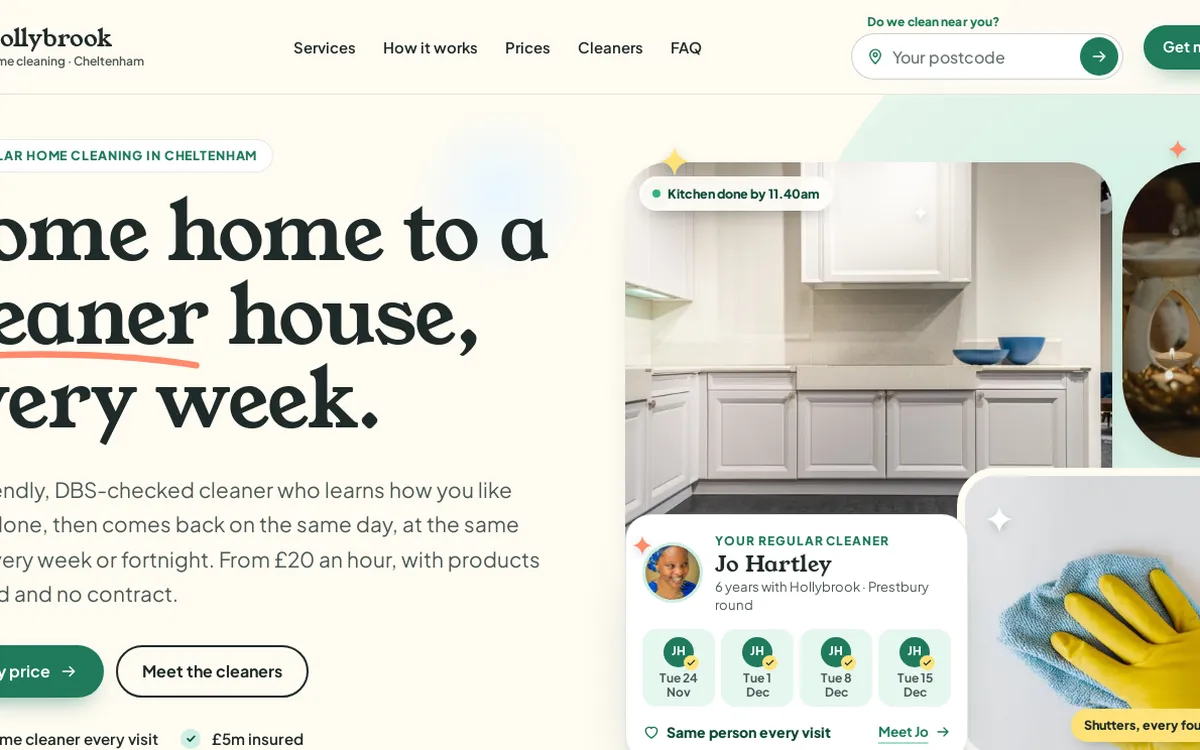 ollybrook
me cleaning · Cheltenham
Services
How it works
Prices
Cleaners
FAQ
Do we clean near you?
Your postcode
Get
LAR HOME CLEANING IN CHELTENHAM
ome home to a
eaner house,
very week.
endly, DBS-checked cleaner who learns how you like
done, then comes back on the same day, at the same
very week or fortnight. From £20 an hour, with products
d and no contract.
y price
Meet the cleaners
me cleaner every visit
£5m insured
Kitchen done by 11.40am
YOUR REGULAR CLEANER
Jo Hartley
6 years with Hollybrook · Prestbury
round
JH
Tue 24
Nov
JH
Tue 1
Dec
JH
Tue 8
Dec
JH
Tue 15
Dec
Same person every visit
Meet Jo
Shutters, every fou